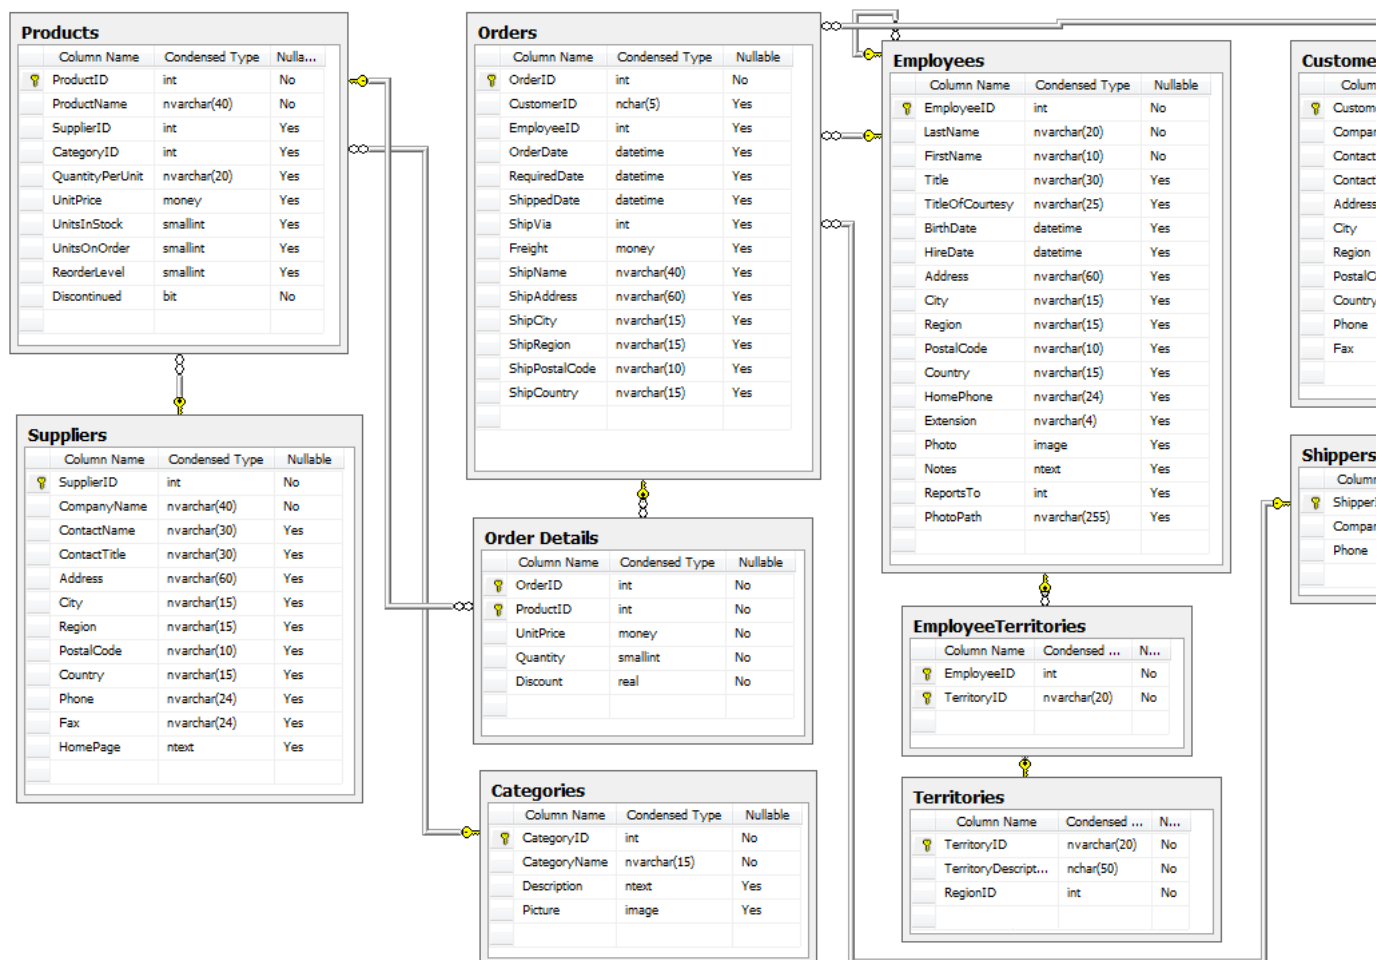 Products
Column Name Condensed Type Nulla...
ProductID int No
ProductName nvarchar(40) No
SupplierID int Yes
CategoryID int Yes
QuantityPerUnit nvarchar(20) Yes
UnitPrice money Yes
UnitsInStock smallint Yes
UnitsOnOrder smallint Yes
ReorderLevel smallint Yes
Discontinued bit No
Suppliers
Column Name Condensed Type Nullable
SupplierID int No
CompanyName nvarchar(40) No
ContactName nvarchar(30) Yes
ContactTitle nvarchar(30) Yes
Address nvarchar(60) Yes
City nvarchar(15) Yes
Region nvarchar(15) Yes
PostalCode nvarchar(10) Yes
Country nvarchar(15) Yes
Phone nvarchar(24) Yes
Fax nvarchar(24) Yes
HomePage ntext Yes
Orders
Column Name Condensed Type Nullable
OrderID int No
CustomerID nchar(5) Yes
EmployeeID int Yes
OrderDate datetime Yes
RequiredDate datetime Yes
ShippedDate datetime Yes
ShipVia int Yes
Freight money Yes
ShipName nvarchar(40) Yes
ShipAddress nvarchar(60) Yes
ShipCity nvarchar(15) Yes
ShipRegion nvarchar(15) Yes
ShipPostalCode nvarchar(10) Yes
ShipCountry nvarchar(15) Yes
Order Details
Column Name Condensed Type Nullable
OrderID int No
ProductID int No
UnitPrice money No
Quantity smallint No
Discount real No
Categories
Column Name Condensed Type Nullable
CategoryID int No
CategoryName nvarchar(15) No
Description ntext Yes
Picture image Yes
Employees
Column Name Condensed Type Nullable
EmployeeID int No
LastName nvarchar(20) No
FirstName nvarchar(10) No
Title nvarchar(30) Yes
TitleOfCourtesy nvarchar(25) Yes
BirthDate datetime Yes
HireDate datetime Yes
Address nvarchar(60) Yes
City nvarchar(15) Yes
Region nvarchar(15) Yes
PostalCode nvarchar(10) Yes
Country nvarchar(15) Yes
HomePhone nvarchar(24) Yes
Extension nvarchar(4) Yes
Photo image Yes
Notes ntext Yes
ReportsTo int Yes
PhotoPath nvarchar(255) Yes
EmployeeTerritories
Column Name Condensed ... N...
EmployeeID int No
TerritoryID nvarchar(20) No
Territories
Column Name Condensed ... N...
TerritoryID nvarchar(20) No
TerritoryDescript... nchar(50) No
RegionID int No
Custome
Colum
Custome
Compan
Contact
Contact
Address
City
Region
PostalC
Country
Phone
Fax
Shippers
Column
ShipperI
Compan
Phone